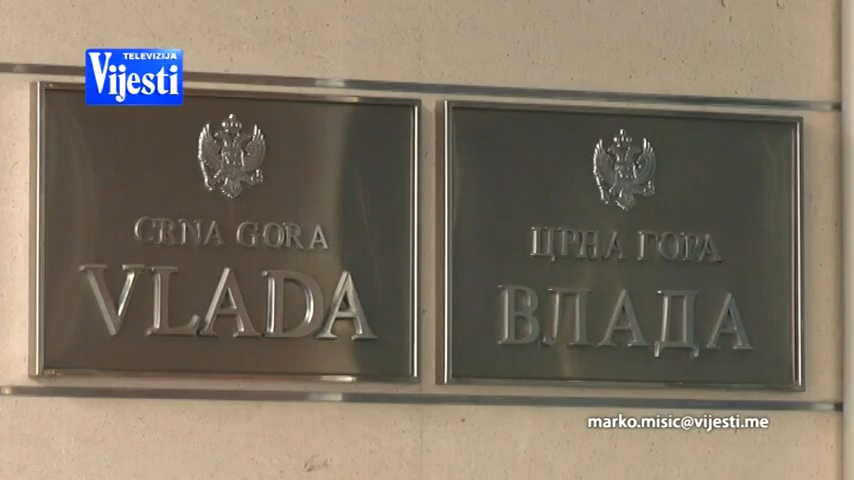 TELEVIZIJA
Vijesti
CRNA GORA
VLADA
ЦРНА ГОРА
ВЛАДА
marko.misic@vijesti.me